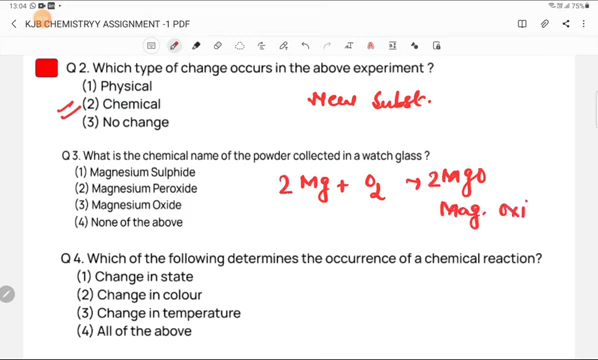 13:04
75%
KJB CHEMISTRYY ASSIGNMENT -1 PDF
Q 2. Which type of change occurs in the above experiment ?
(1) Physical
(2) Chemical
New Subst.
(3) No change
Q 3. What is the chemical name of the powder collected in a watch glass ?
(1) Magnesium Sulphide
(2) Magnesium Peroxide
2 Mg + O2 → 2MgO
(3) Magnesium Oxide
Mag. Oxi
(4) None of the above
Q 4. Which of the following determines the occurrence of a chemical reaction?
(1) Change in state
(2) Change in colour
(3) Change in temperature
(4) All of the above